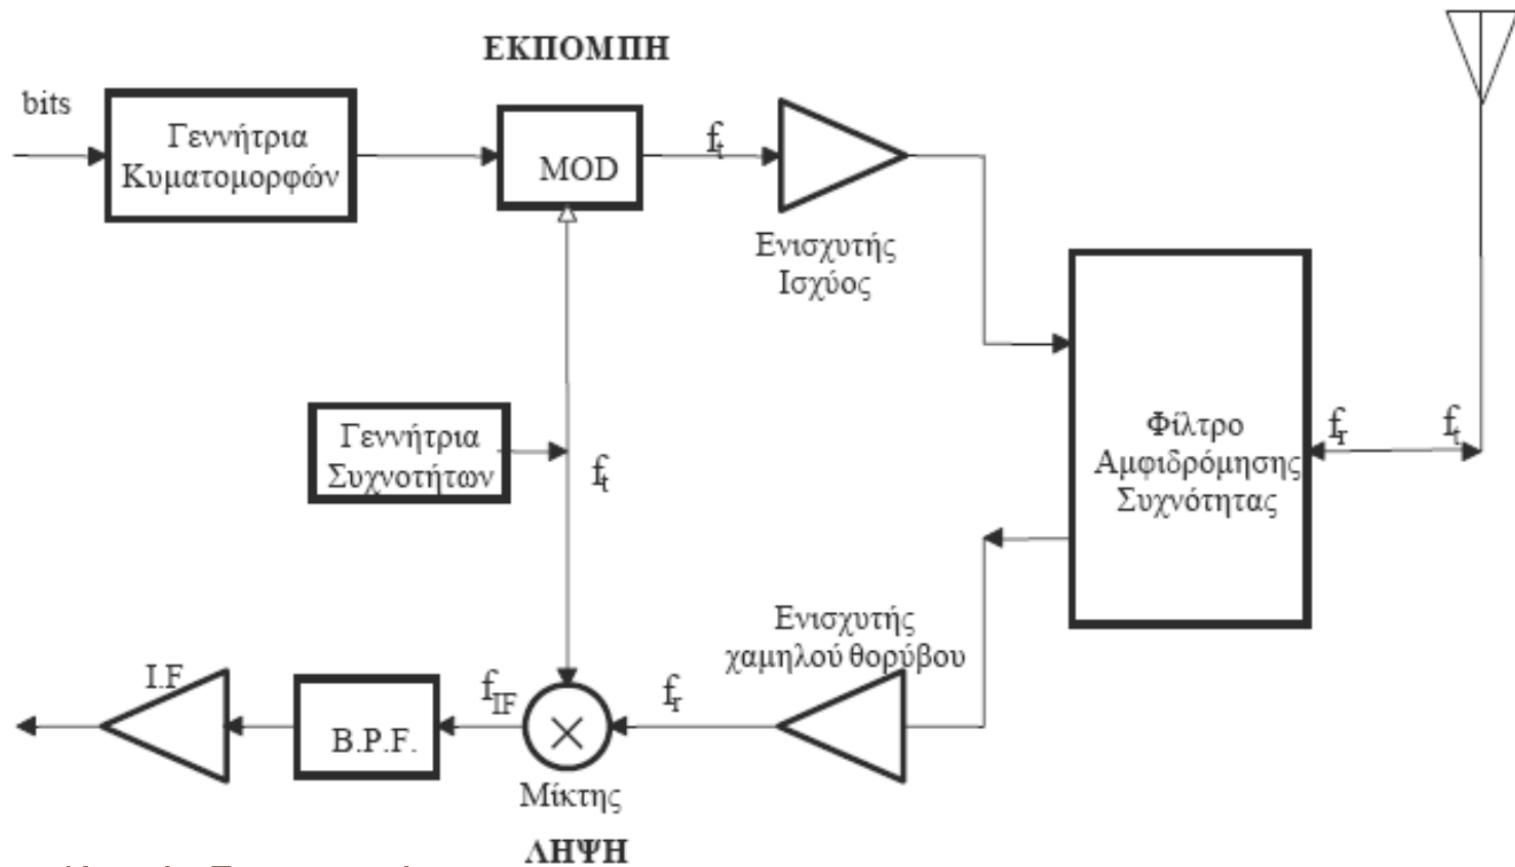 ΕΚΠΟΜΠΗ
bits
Γεννήτρια
Κυματομορφών
MOD
ft
Ενισχυτής
Ισχύος
Γεννήτρια
Συχνοτήτων
ft
Φίλτρο
Αμφιδρόμησης
Συχνότητας
fr
ft
Ενισχυτής
χαμηλού θορύβου
I.F
B.P.F.
fIF
fr
Μίκτης
ΛΗΨΗ